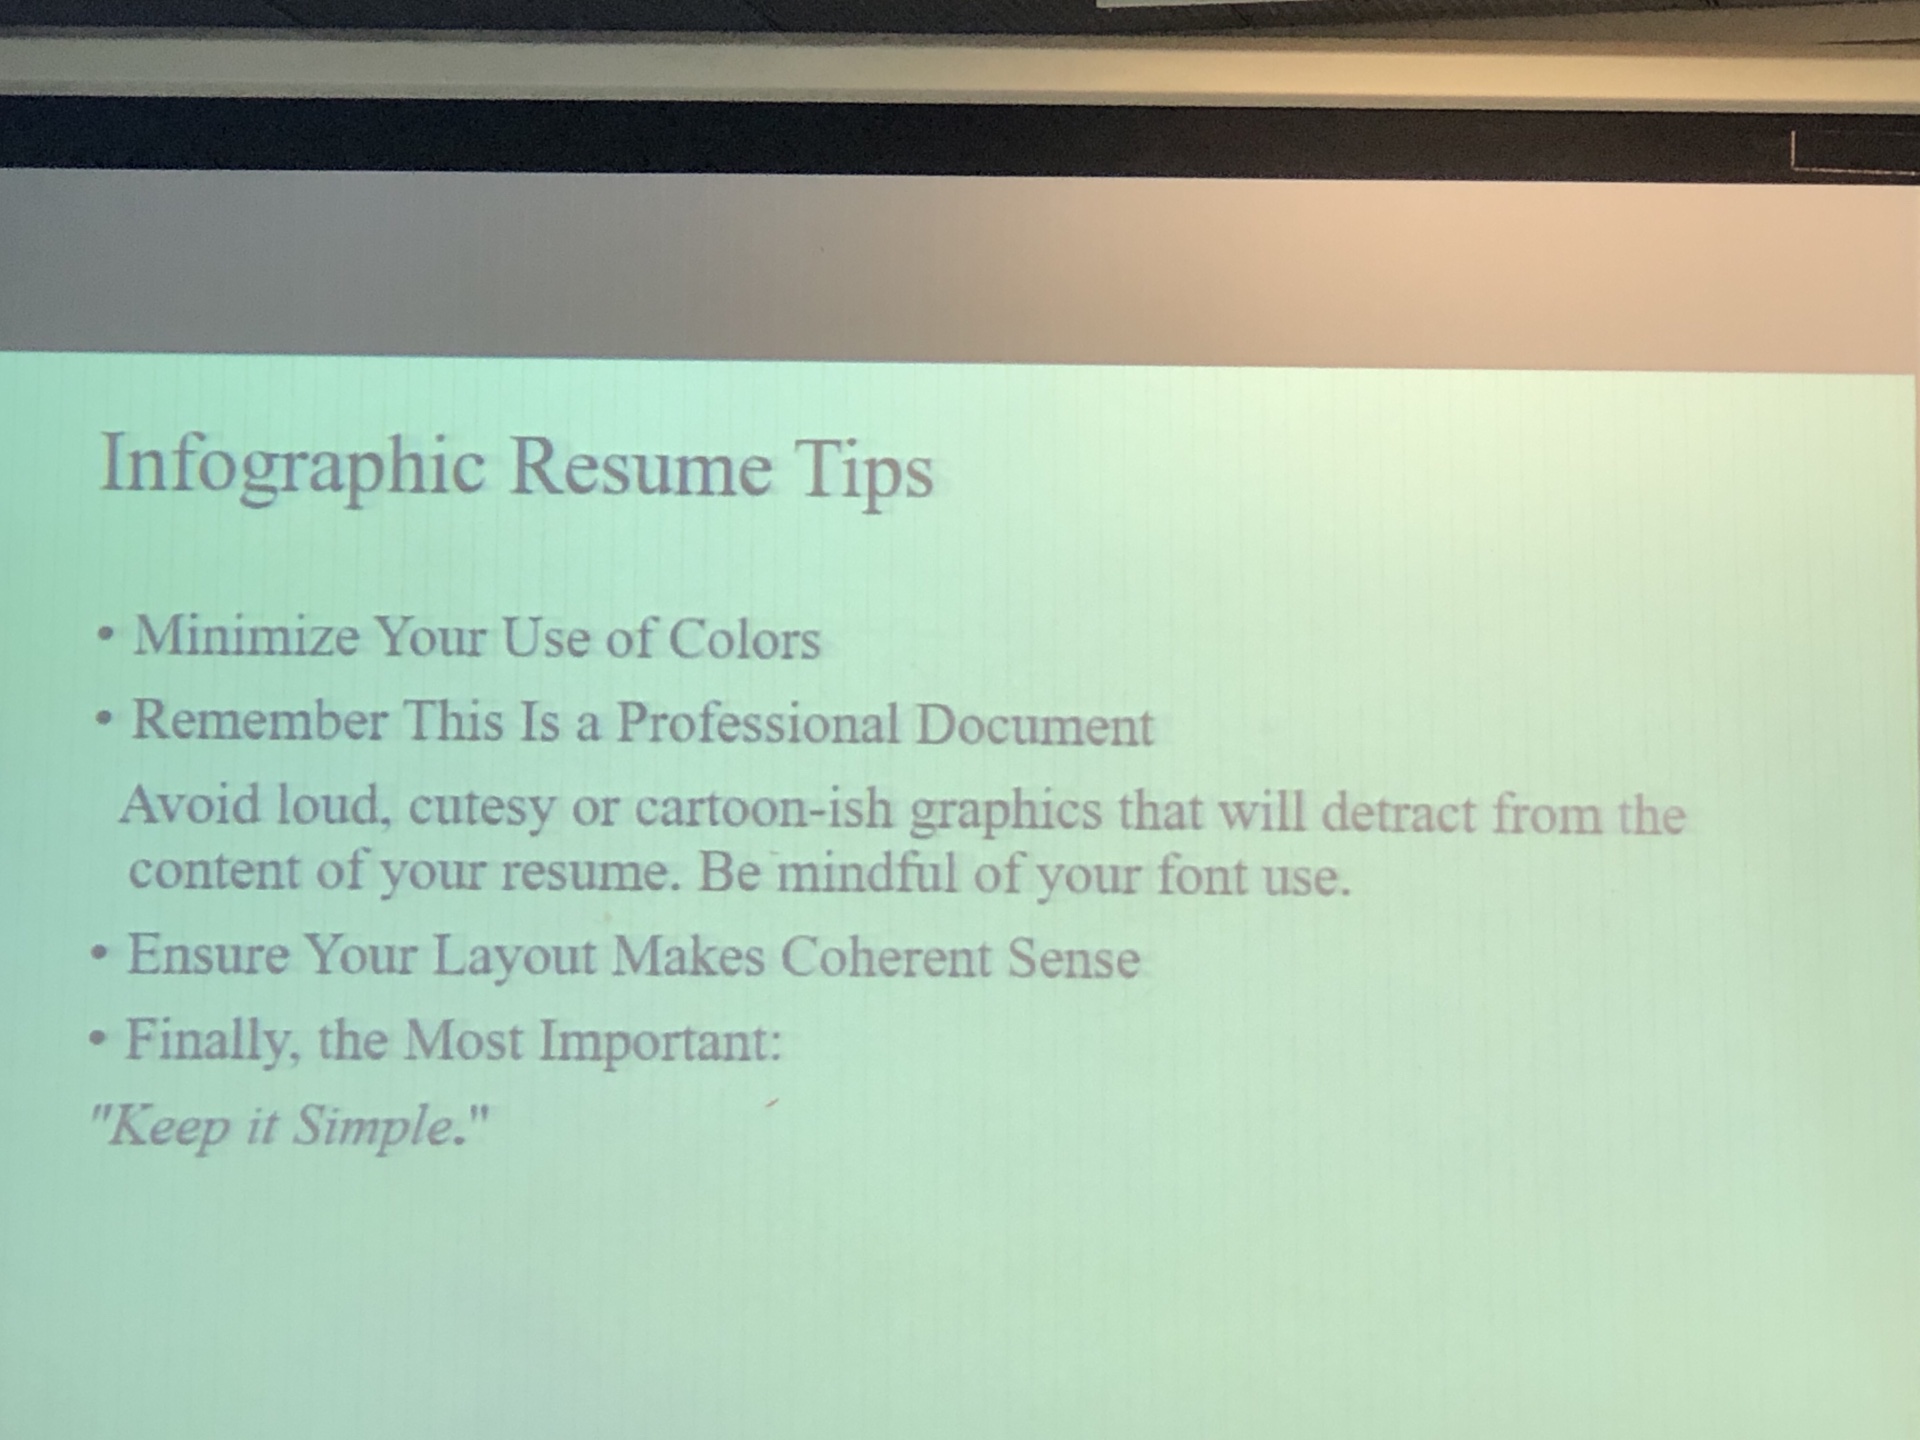 Infographic Resume Tips
• Minimize Your Use of Colors
• Remember This Is a Professional Document
Avoid loud, cutesy or cartoon-ish graphics that will detract from the
content of your resume. Be mindful of your font use.
• Ensure Your Layout Makes Coherent Sense
• Finally, the Most Important:
"Keep it Simple."